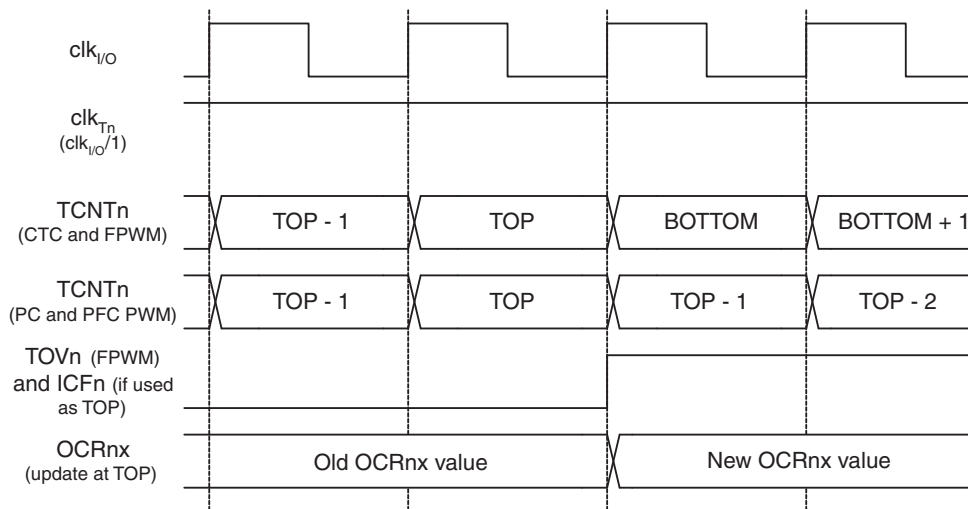 clkI/O
clkTn
(clkI/O/1)
TCNTn
(CTC and FPWM)
TOP - 1 TOP BOTTOM BOTTOM + 1
TCNTn
(PC and PFC PWM)
TOP - 1 TOP TOP - 1 TOP - 2
TOVn (FPWM)
and ICFn (if used
as TOP)
OCRnx
(update at TOP)
Old OCRnx value New OCRnx value